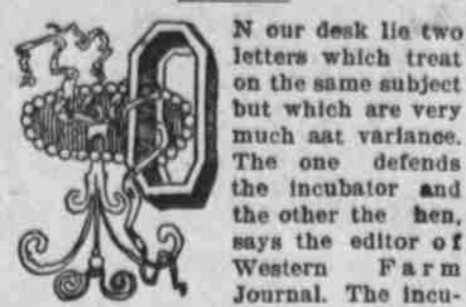 ON our desk lie two
letters which treat
on the same subject
but which are very
much aat variance.
The one defends
the incubator and
the other the hen,
says the editor of
Western Farm
Journal. The incu-